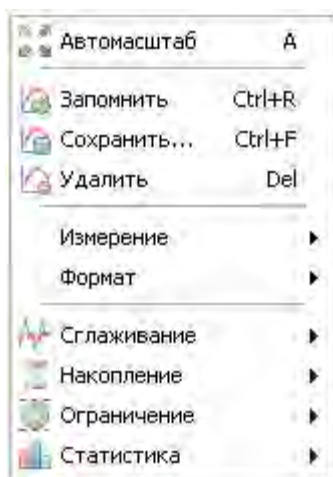 Автомасштаб A
Запомнить Ctrl+R
Сохранить... Ctrl+F
Удалить Del
Измерение
Формат
Сглаживание
Накопление
Ограничение
Статистика